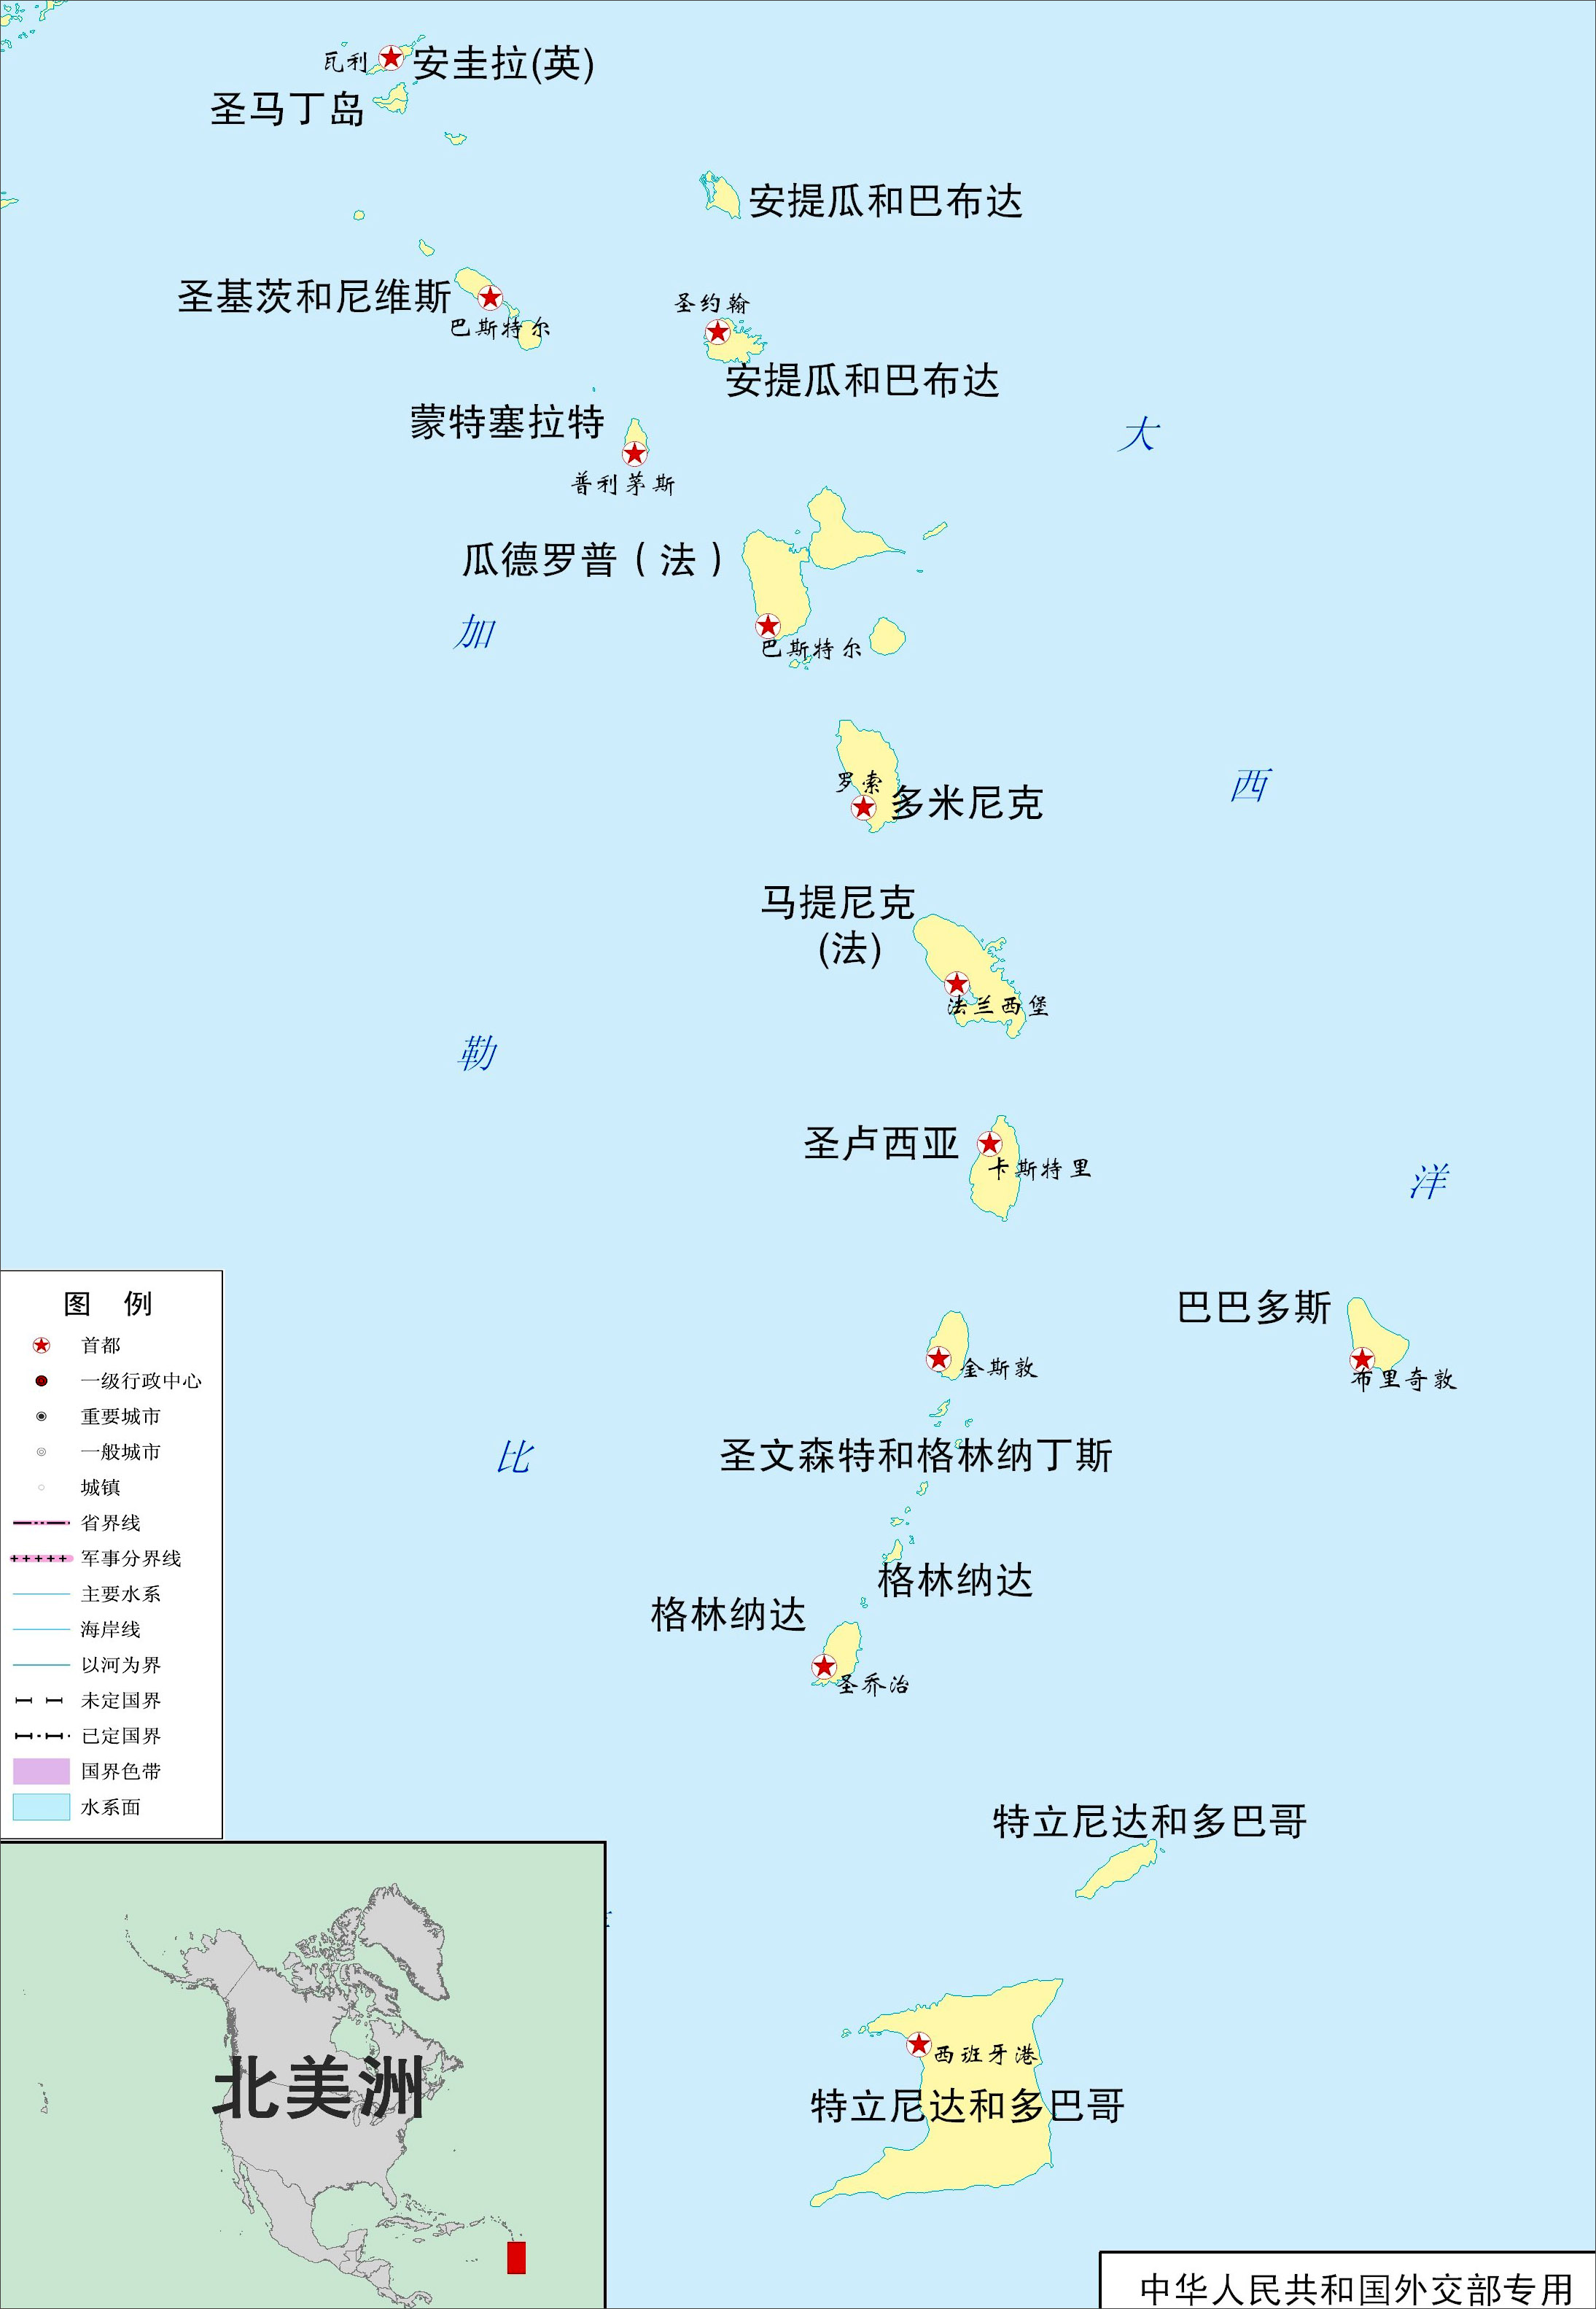 瓦利
安圭拉(英)
圣马丁岛
安提瓜和巴布达
圣基茨和尼维斯
巴斯特尔
圣约翰
安提瓜和巴布达
蒙特塞拉特
普利茅斯
大
瓜德罗普（法）
巴斯特尔
加
罗索
多米尼克
西
马提尼克
(法)
法兰西堡
勒
圣卢西亚
卡斯特里
洋
巴巴多斯
布里奇敦
金斯敦
圣文森特和格林纳丁斯
比
格林纳达
格林纳达
圣乔治
特立尼达和多巴哥
西班牙港
特立尼达和多巴哥
图 例
首都
一级行政中心
重要城市
一般城市
城镇
省界线
军事分界线
主要水系
海岸线
以河为界
未定国界
已定国界
国界色带
水系面
北美洲
中华人民共和国外交部专用